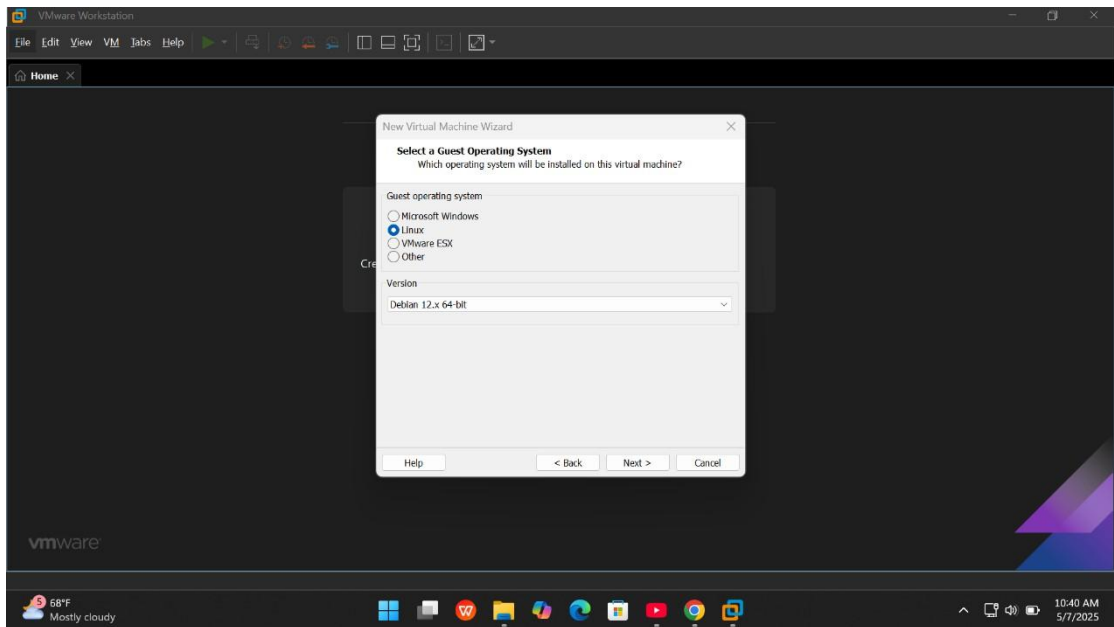 VMware Workstation
File Edit View VM Tabs Help
Home
New Virtual Machine Wizard
Select a Guest Operating System
Which operating system will be installed on this virtual machine?
Guest operating system
Microsoft Windows
Linux
VMware ESX
Other
Cre
Version
Debian 12.x 64-bit
Help < Back Next > Cancel
vmware
5
68°F
Mostly cloudy
W
10:40 AM
5/7/2025